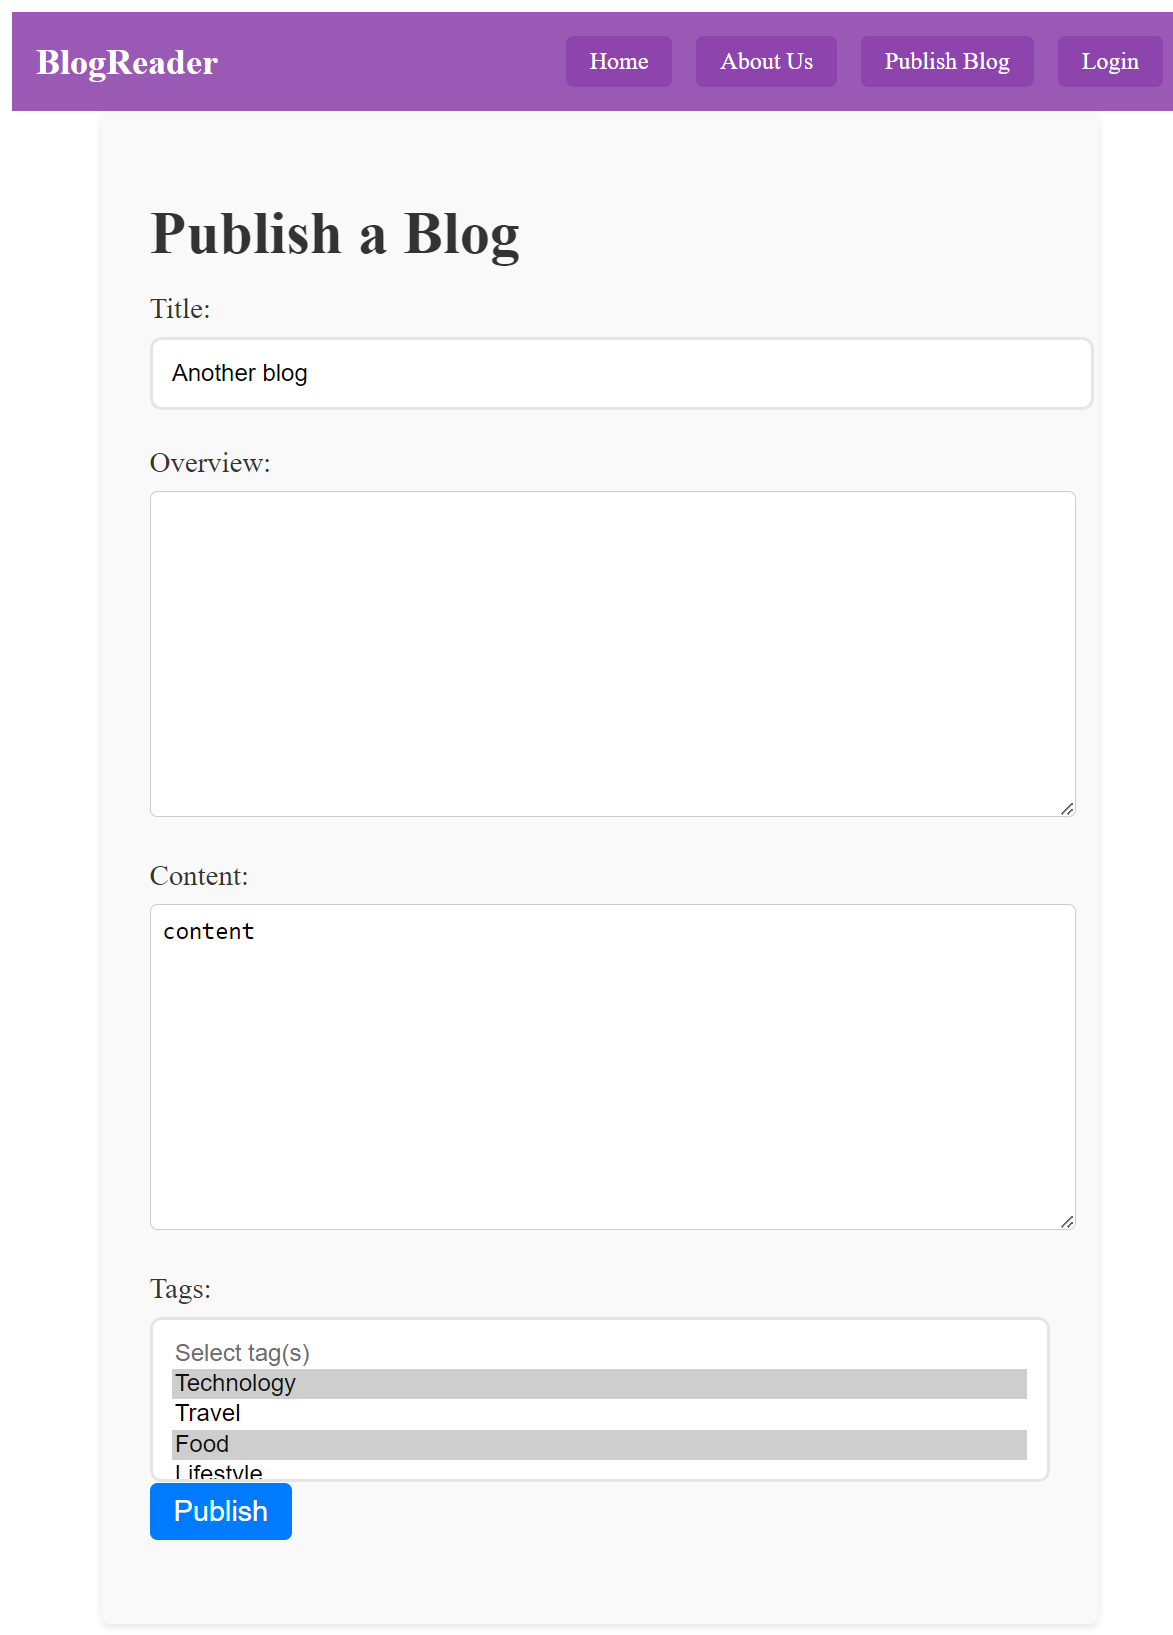 BlogReader
Home
About Us
Publish Blog
Login
Publish a Blog
Title:
Another blog
Overview:
Content:
content
Tags:
Select tag(s)
Technology
Travel
Food
Lifestyle
Publish